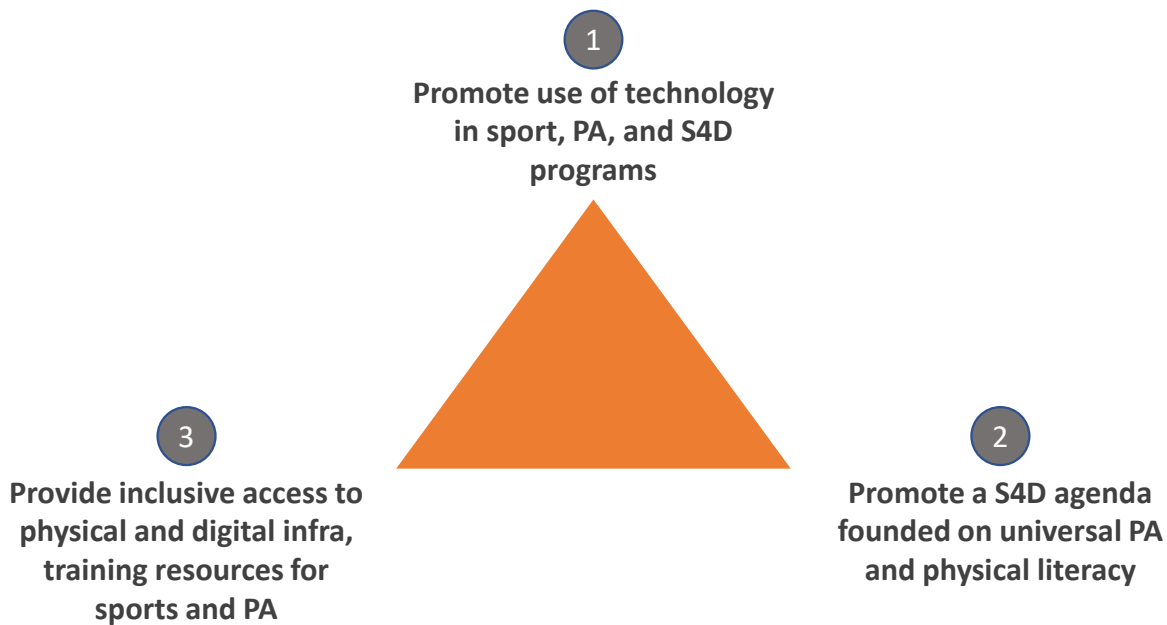 1
Promote use of technology
in sport, PA, and S4D
programs
3
Provide inclusive access to
physical and digital infra,
training resources for
sports and PA
2
Promote a S4D agenda
founded on universal PA
and physical literacy